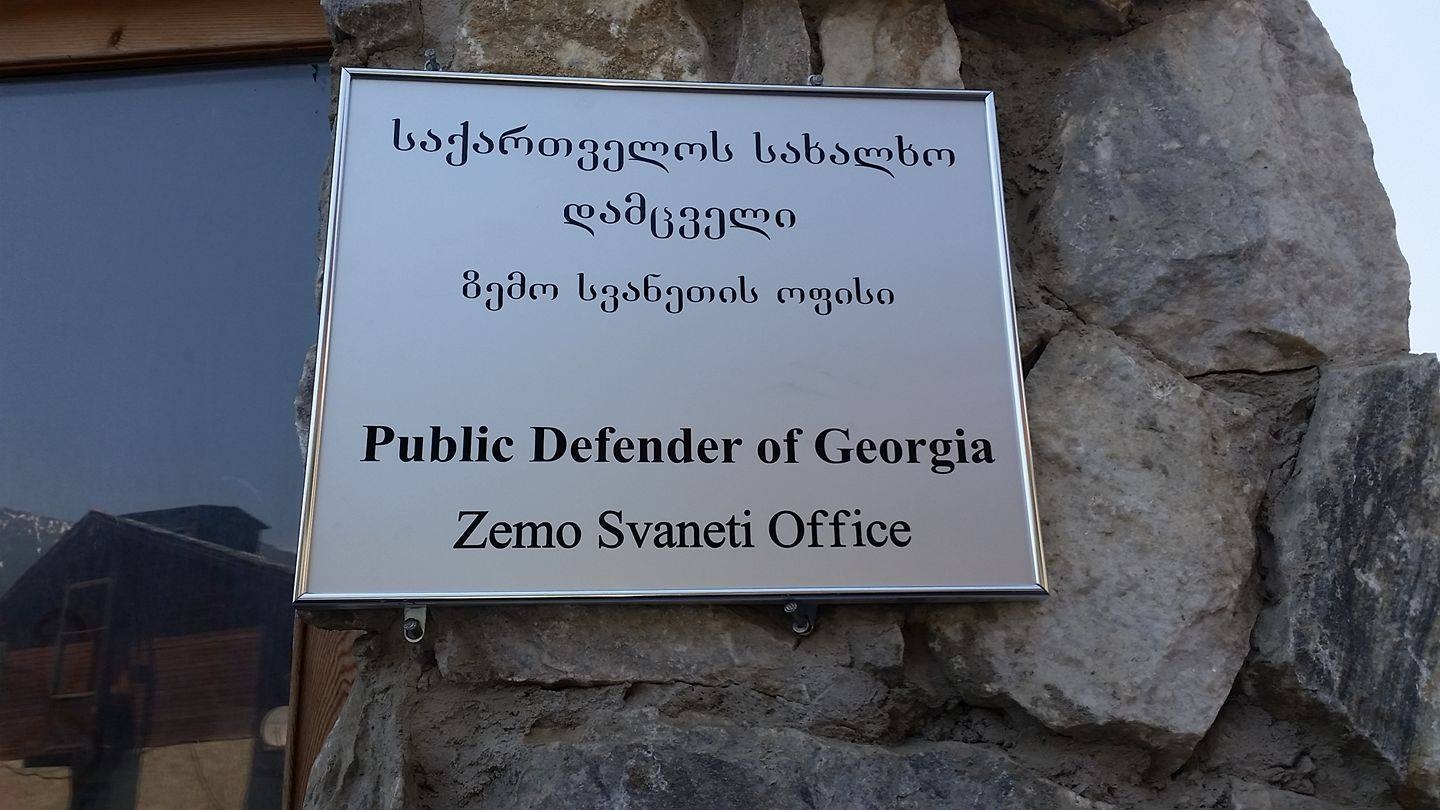 საქართველოს სახალხო
დამცველი
ზემო სვანეთის ოფისი
Public Defender of Georgia
Zemo Svaneti Office